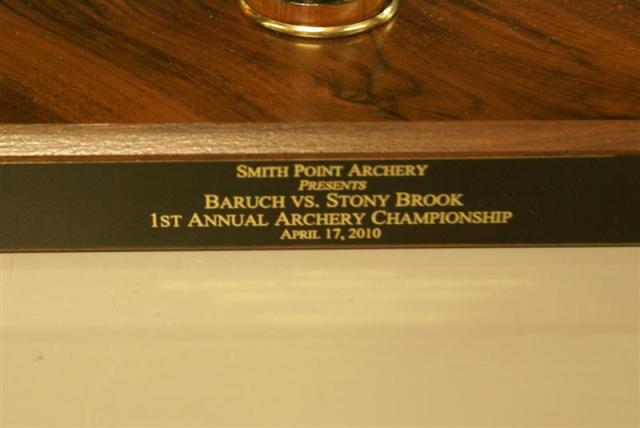 SMITH POINT ARCHERY
PRESENTS
BARUCH VS. STONY BROOK
1ST ANNUAL ARCHERY CHAMPIONSHIP
APRIL 17, 2010